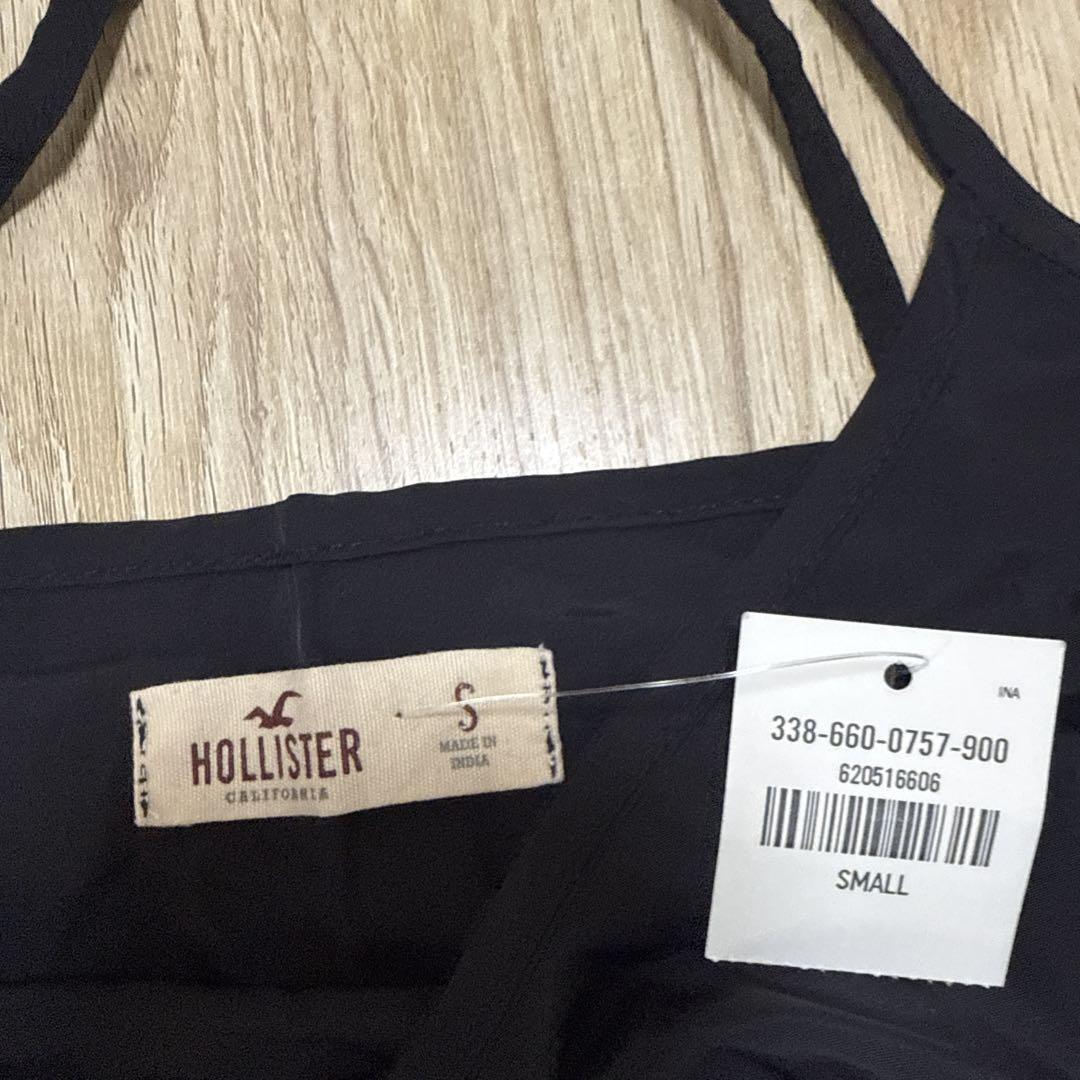 HOLLISTER
CALIFORNIA
S
MADE IN
INDIA
INA
338-660-0757-900
620516606
SMALL